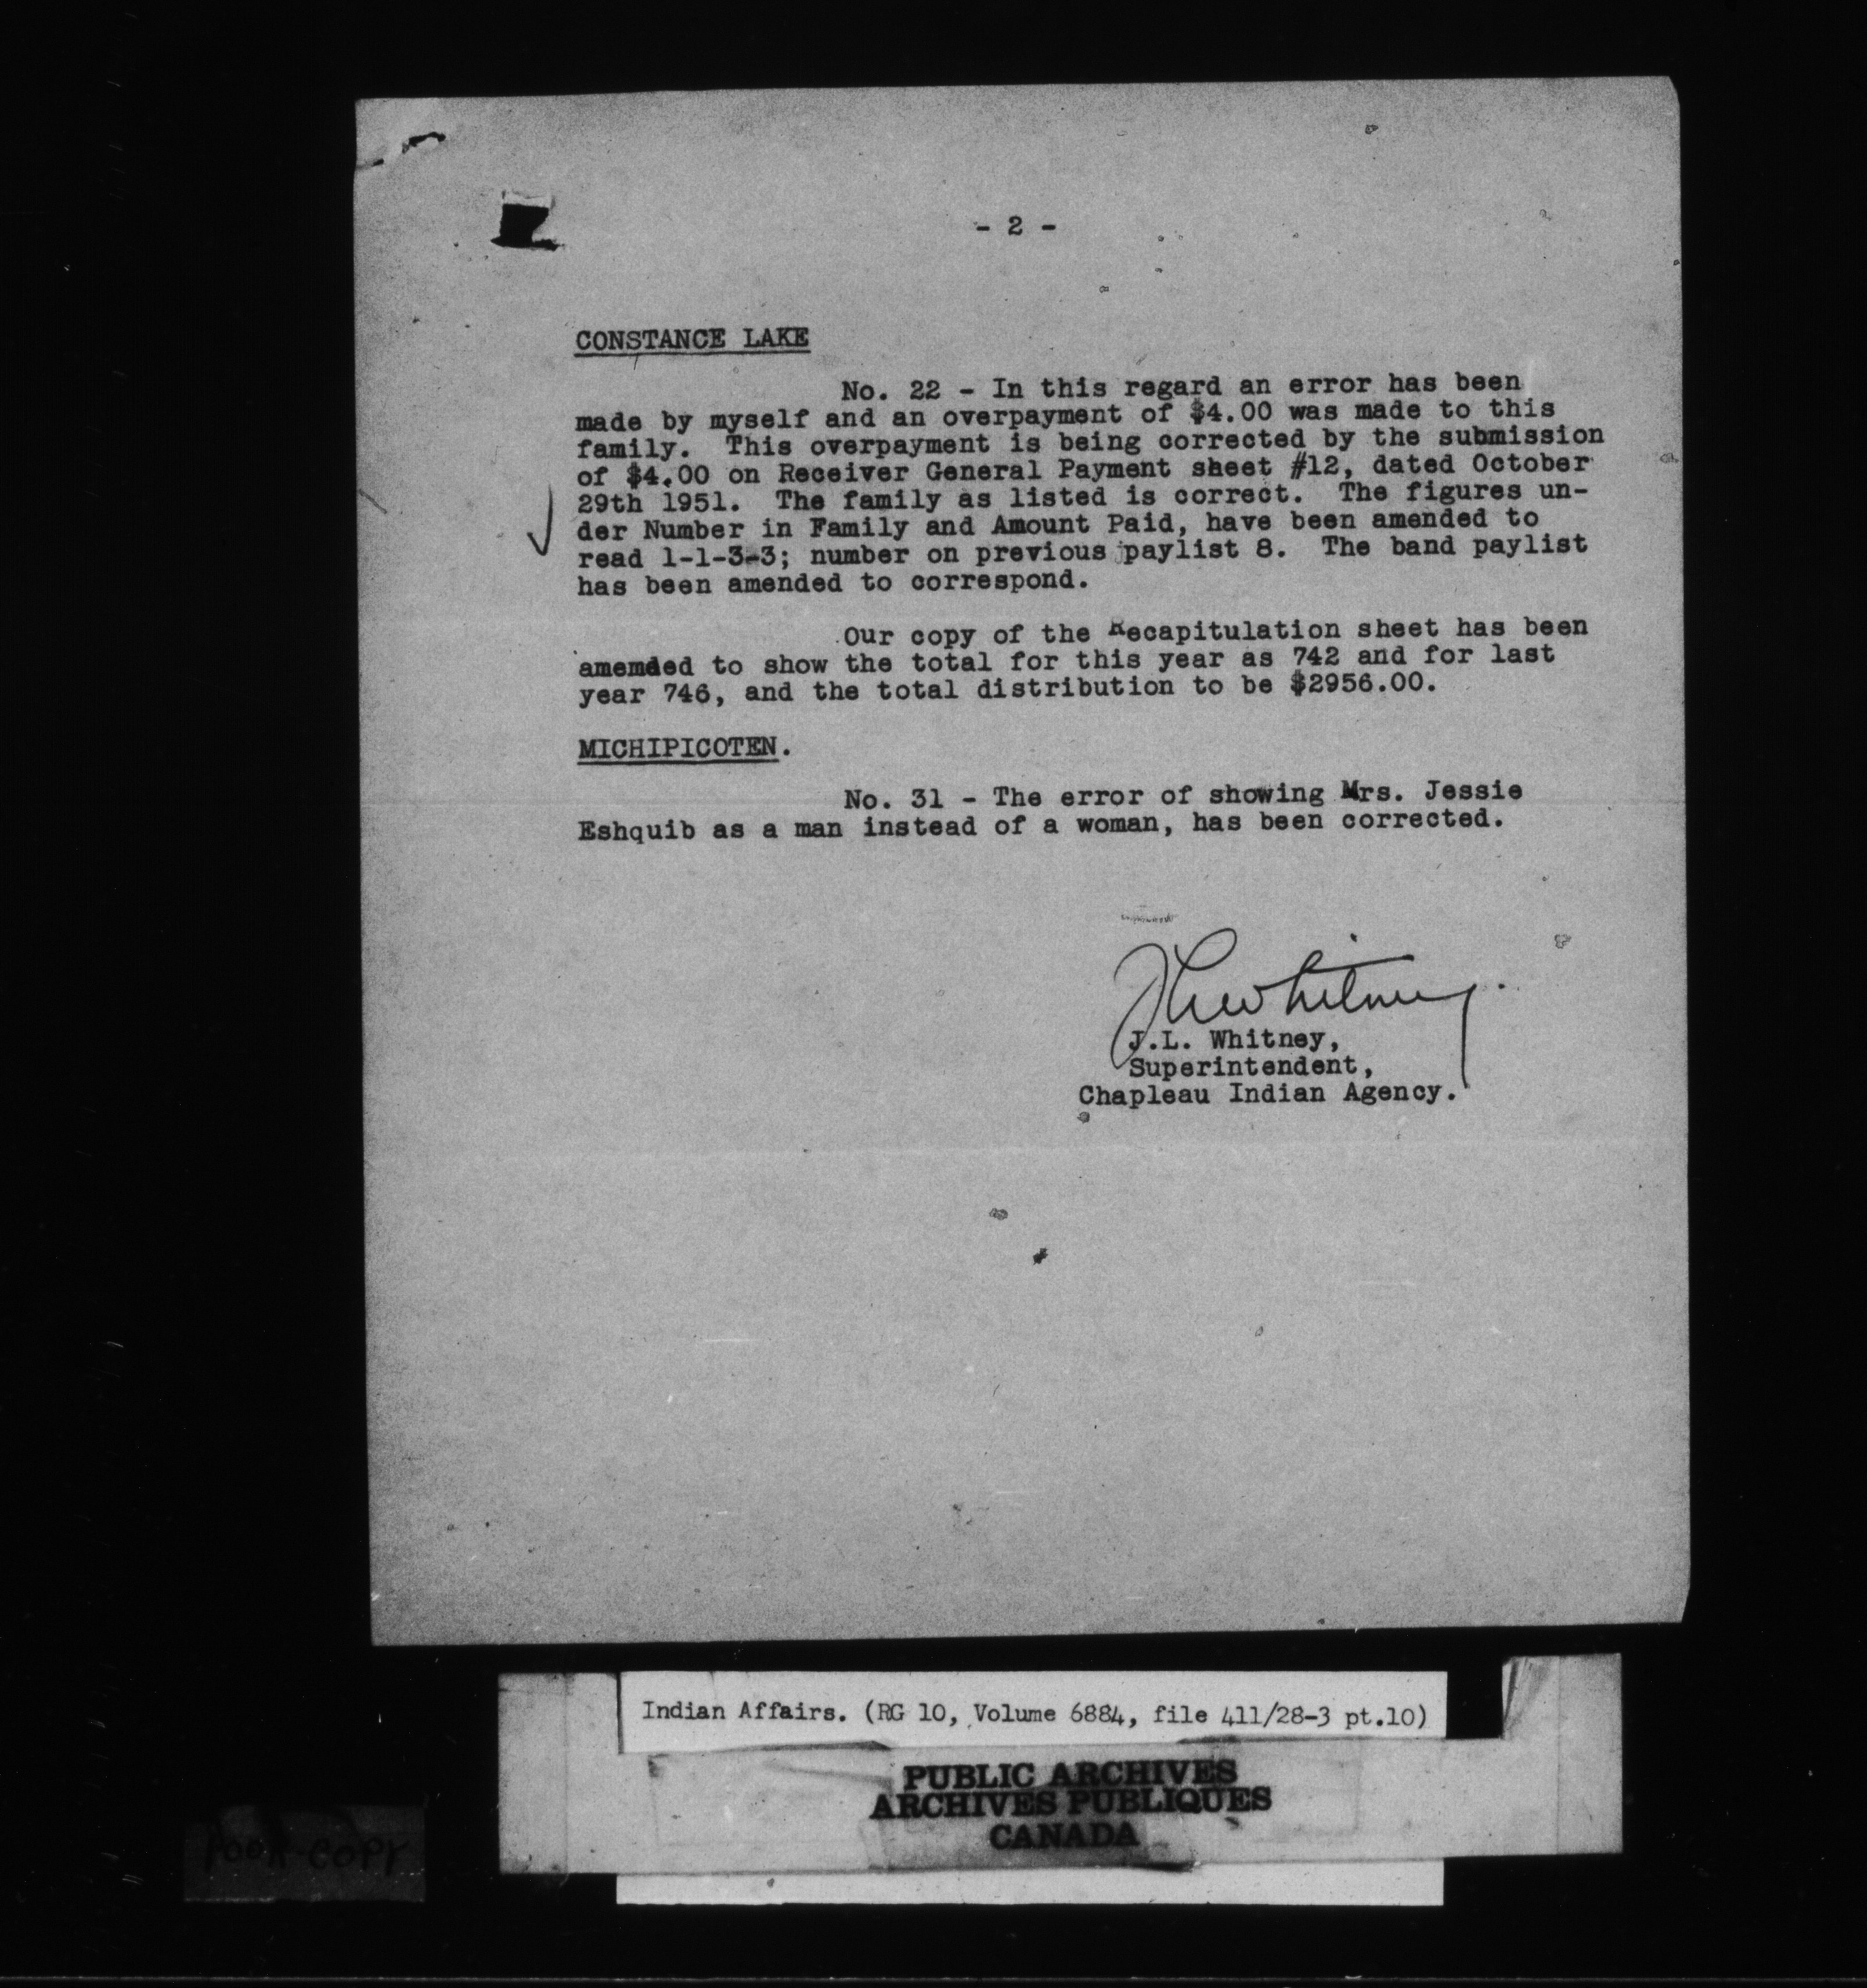 - 2 -
CONSTANCE LAKE
No. 22 - In this regard an error has been
made by myself and an overpayment of $4.00 was made to this
family. This overpayment is being corrected by the submission
of $4.00 on Receiver General Payment sheet #12, dated October
29th 1951. The family as listed is correct. The figures un-
der Number in Family and Amount Paid, have been amended to
read 1-1-3-3; number on previous paylist 8. The band paylist
has been amended to correspond.
Our copy of the Recapitulation sheet has been
amemded to show the total for this year as 742 and for last
year 746, and the total distribution to be $2956.00.
MICHIPICOTEN.
No. 31 - The error of showing Mrs. Jessie
Eshquib as a man instead of a woman, has been corrected.
JLWhitney.
J.L. Whitney,
Superintendent,
Chapleau Indian Agency.
Indian Affairs. (RG 10, Volume 6884, file 411/28-3 pt.10)
PUBLIC ARCHIVES
ARCHIVES PUBLIQUES
CANADA
POOR COPY